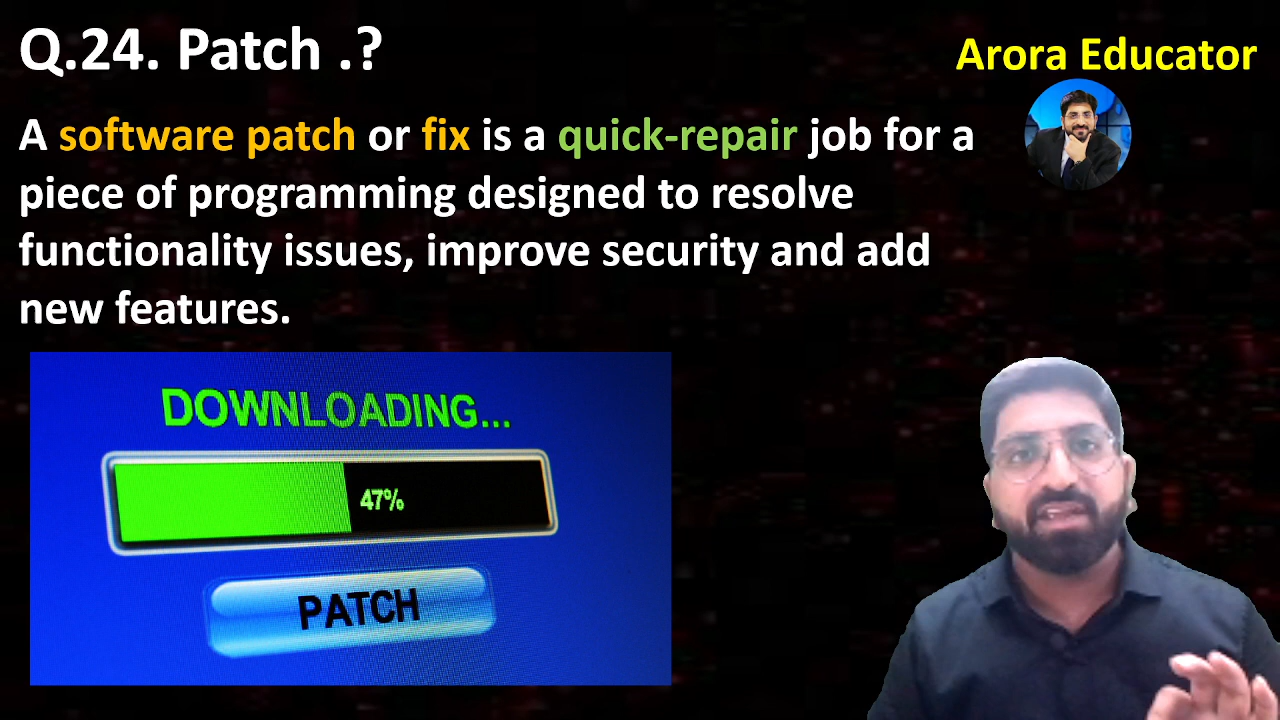 Q.24. Patch .?
Arora Educator
A software patch or fix is a quick-repair job for a
piece of programming designed to resolve
functionality issues, improve security and add
new features.
DOWNLOADING...
47%
PATCH